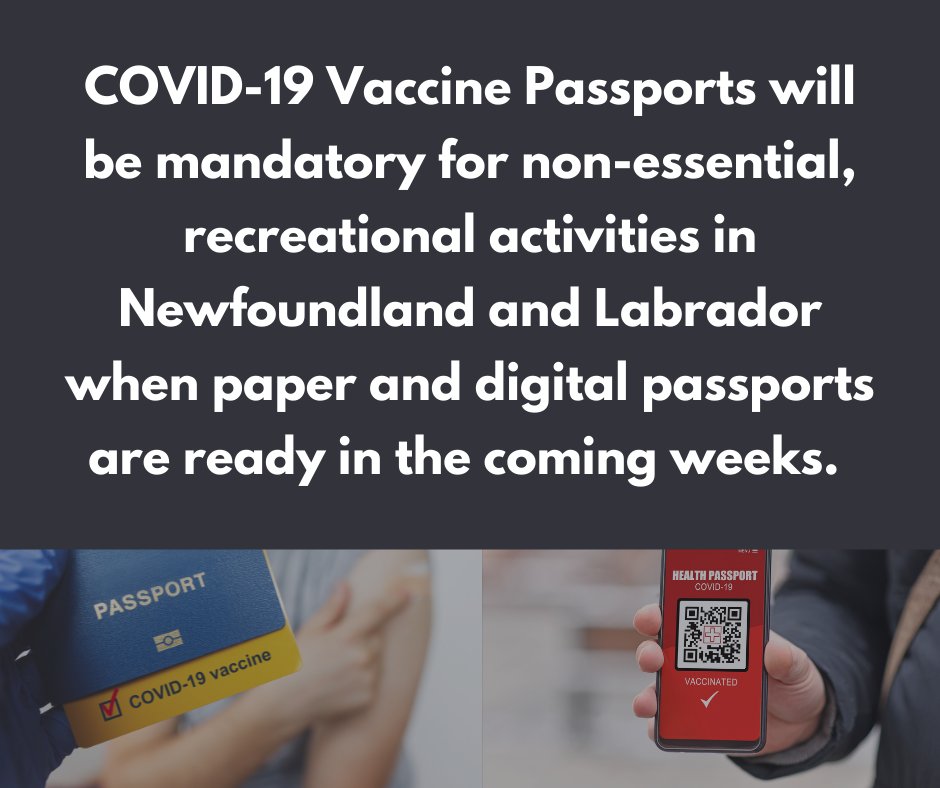 COVID-19 Vaccine Passports will
be mandatory for non-essential,
recreational activities in
Newfoundland and Labrador
when paper and digital passports
are ready in the coming weeks.
PASSPORT
COVID-19 vaccine
HEALTH PASSPORT
COVID-19
VACCINATED